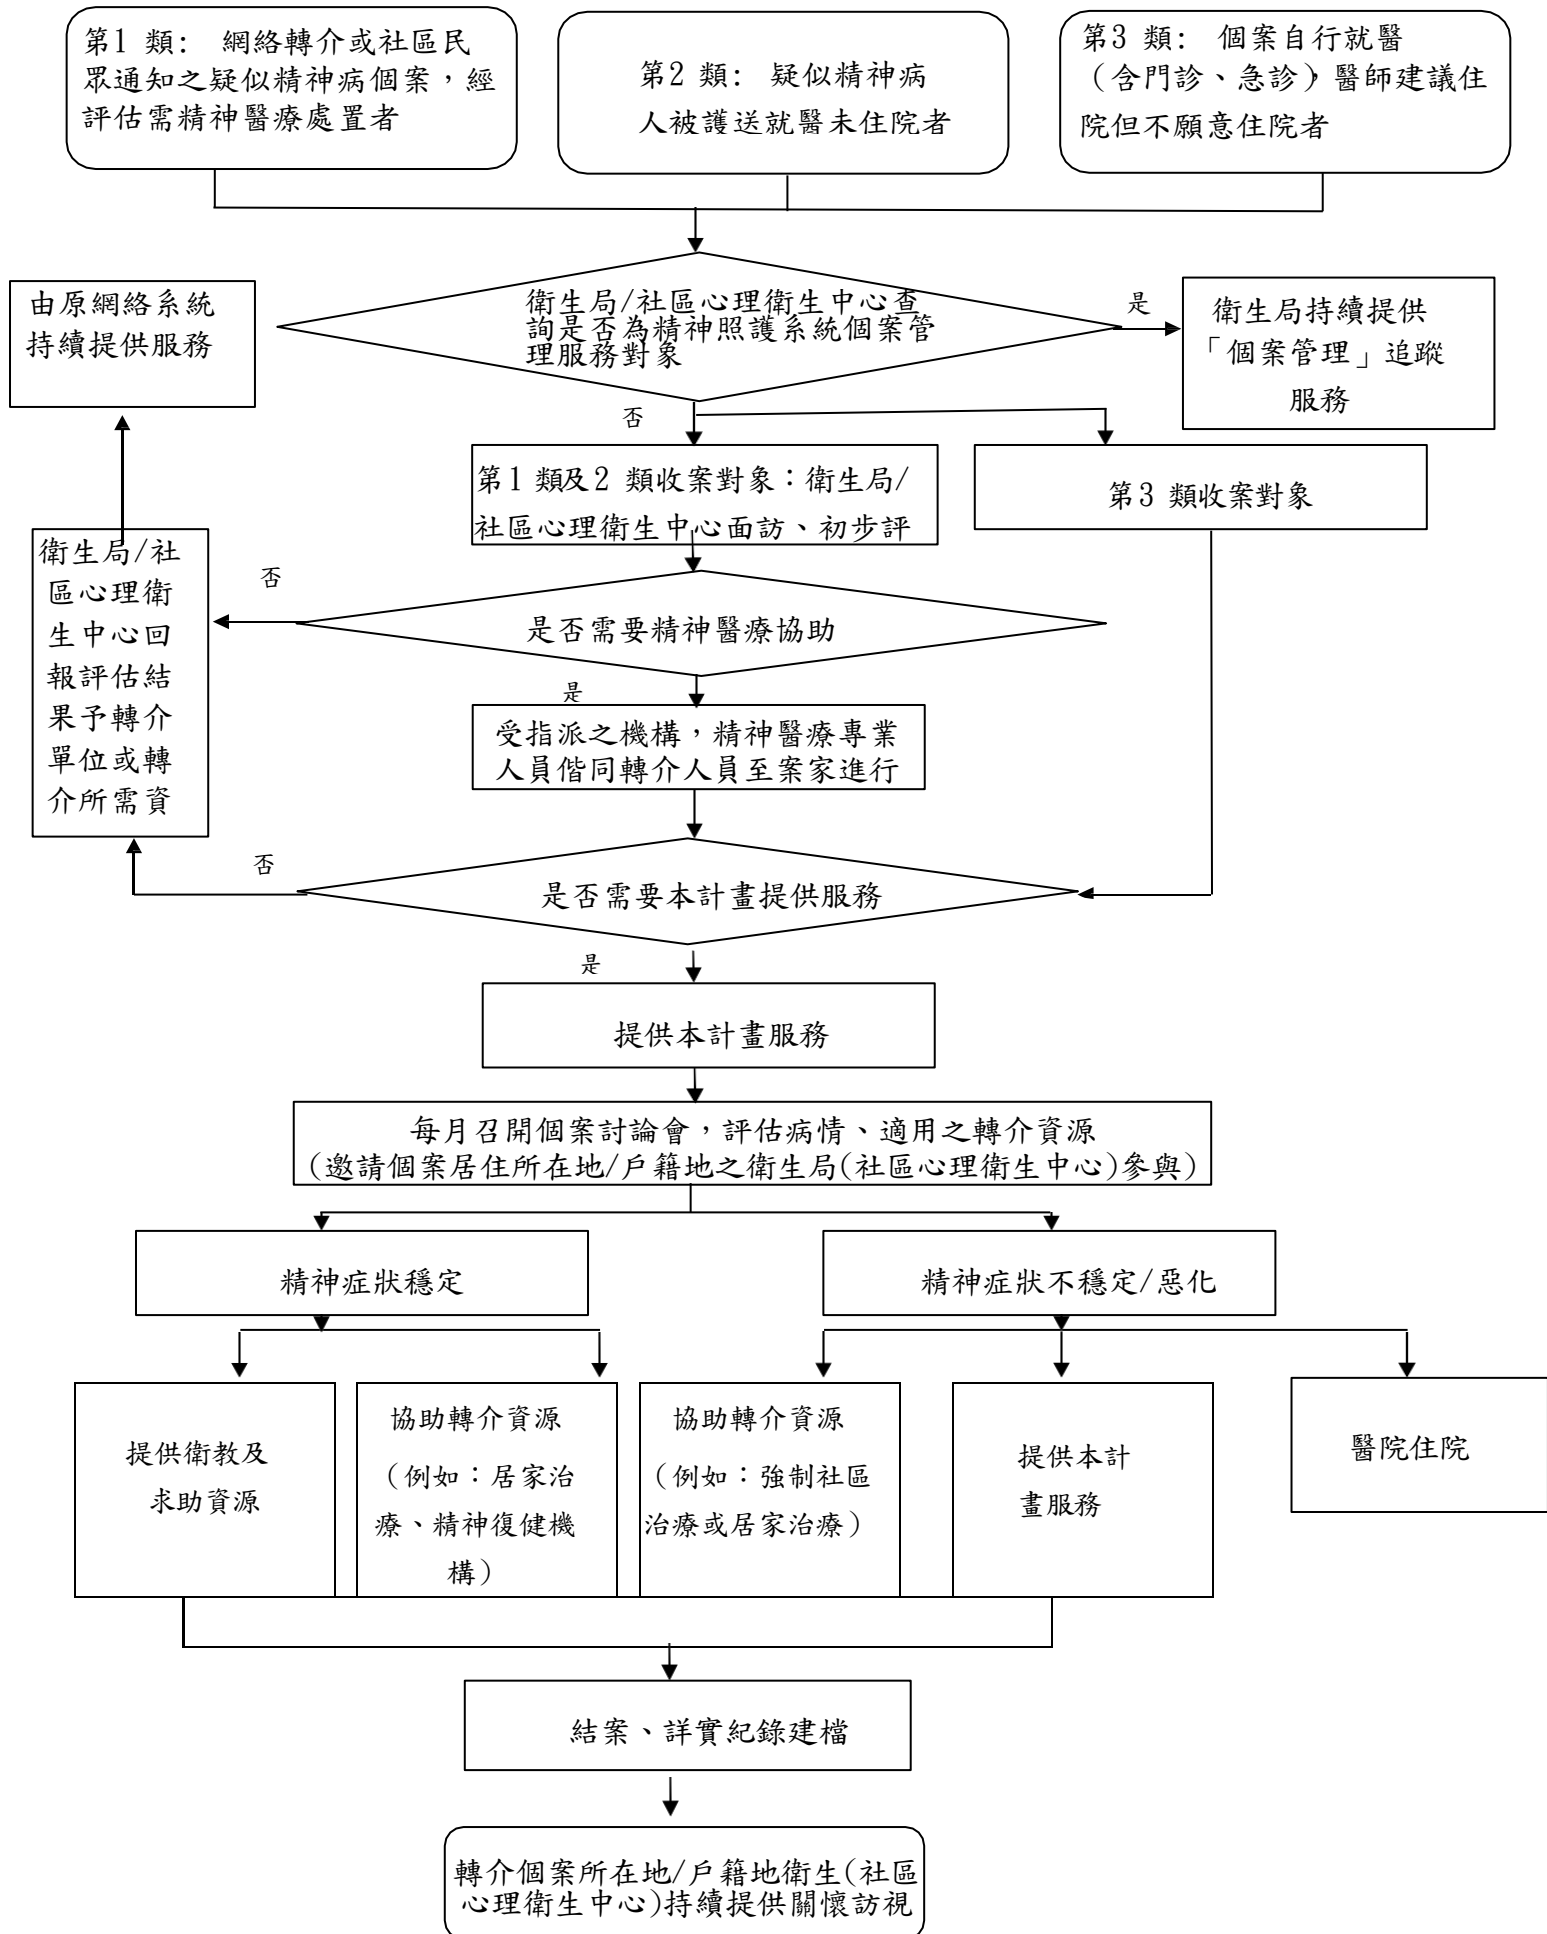 第1 類： 網絡轉介或社區民
眾通知之疑似精神病個案，經
評估需精神醫療處置者
第2 類： 疑似精神病
人被護送就醫未住院者
第3 類： 個案自行就醫
（含門診、急診），醫師建議住
院但不願意住院者
由原網絡系統
持續提供服務
衛生局/社區心理衛生中心查
詢是否為精神照護系統個案管
理服務對象
是
衛生局持續提供
「個案管理」追蹤
服務
否
第1 類及2 類收案對象：衛生局/
社區心理衛生中心面訪、初步評
第3 類收案對象
衛生局/社
區心理衛
生中心回
報評估結
果予轉介
單位或轉
介所需資
否
是否需要精神醫療協助
是
受指派之機構，精神醫療專業
人員偕同轉介人員至案家進行
否
是否需要本計畫提供服務
是
提供本計畫服務
每月召開個案討論會，評估病情、適用之轉介資源
(邀請個案居住所在地/戶籍地之衛生局(社區心理衛生中心)參與)
精神症狀穩定
精神症狀不穩定/惡化
提供衛教及
求助資源
協助轉介資源
（例如：居家治
療、精神復健機
構）
協助轉介資源
（例如：強制社區
治療或居家治療）
提供本計
畫服務
醫院住院
結案、詳實紀錄建檔
轉介個案所在地/戶籍地衛生(社區
心理衛生中心)持續提供關懷訪視